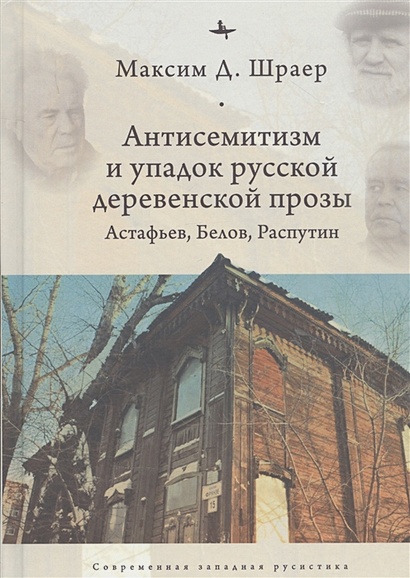 Максим Д. Шраер
Антисемитизм
и упадок русской
деревенской прозы
Астафьев, Белов, Распутин
Современная западная русистика